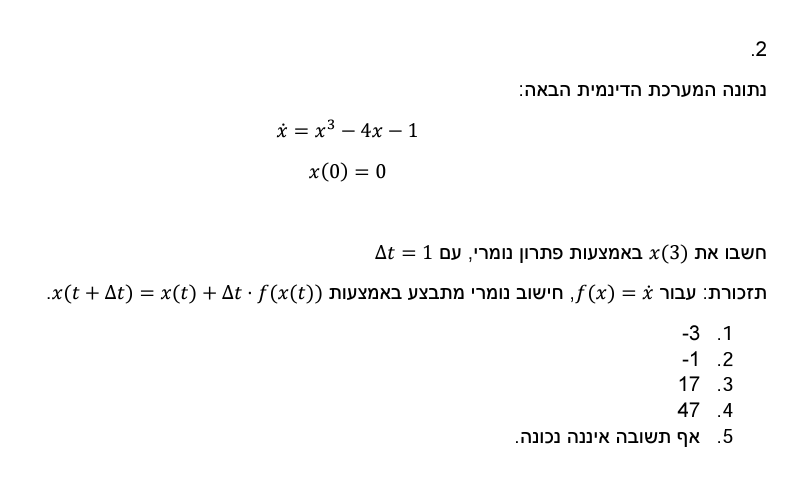 2.
נתונה המערכת הדינמית הבאה:
ẋ = x³ − 4x − 1
x(0) = 0
חשבו את x(3) באמצעות פתרון נומרי, עם Δt = 1
תזכורת: עבור f(x) = ẋ, חישוב נומרי מתבצע באמצעות x(t + Δt) = x(t) + Δt · f(x(t)).
1. -3
2. -1
3. 17
4. 47
5. אף תשובה איננה נכונה.